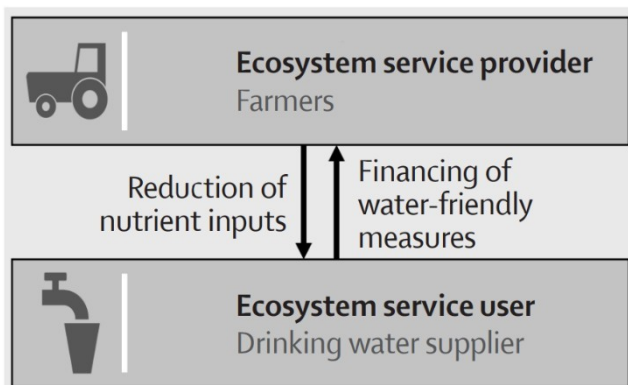 Ecosystem service provider
Farmers
Reduction of
nutrient inputs
Financing of
water-friendly
measures
Ecosystem service user
Drinking water supplier